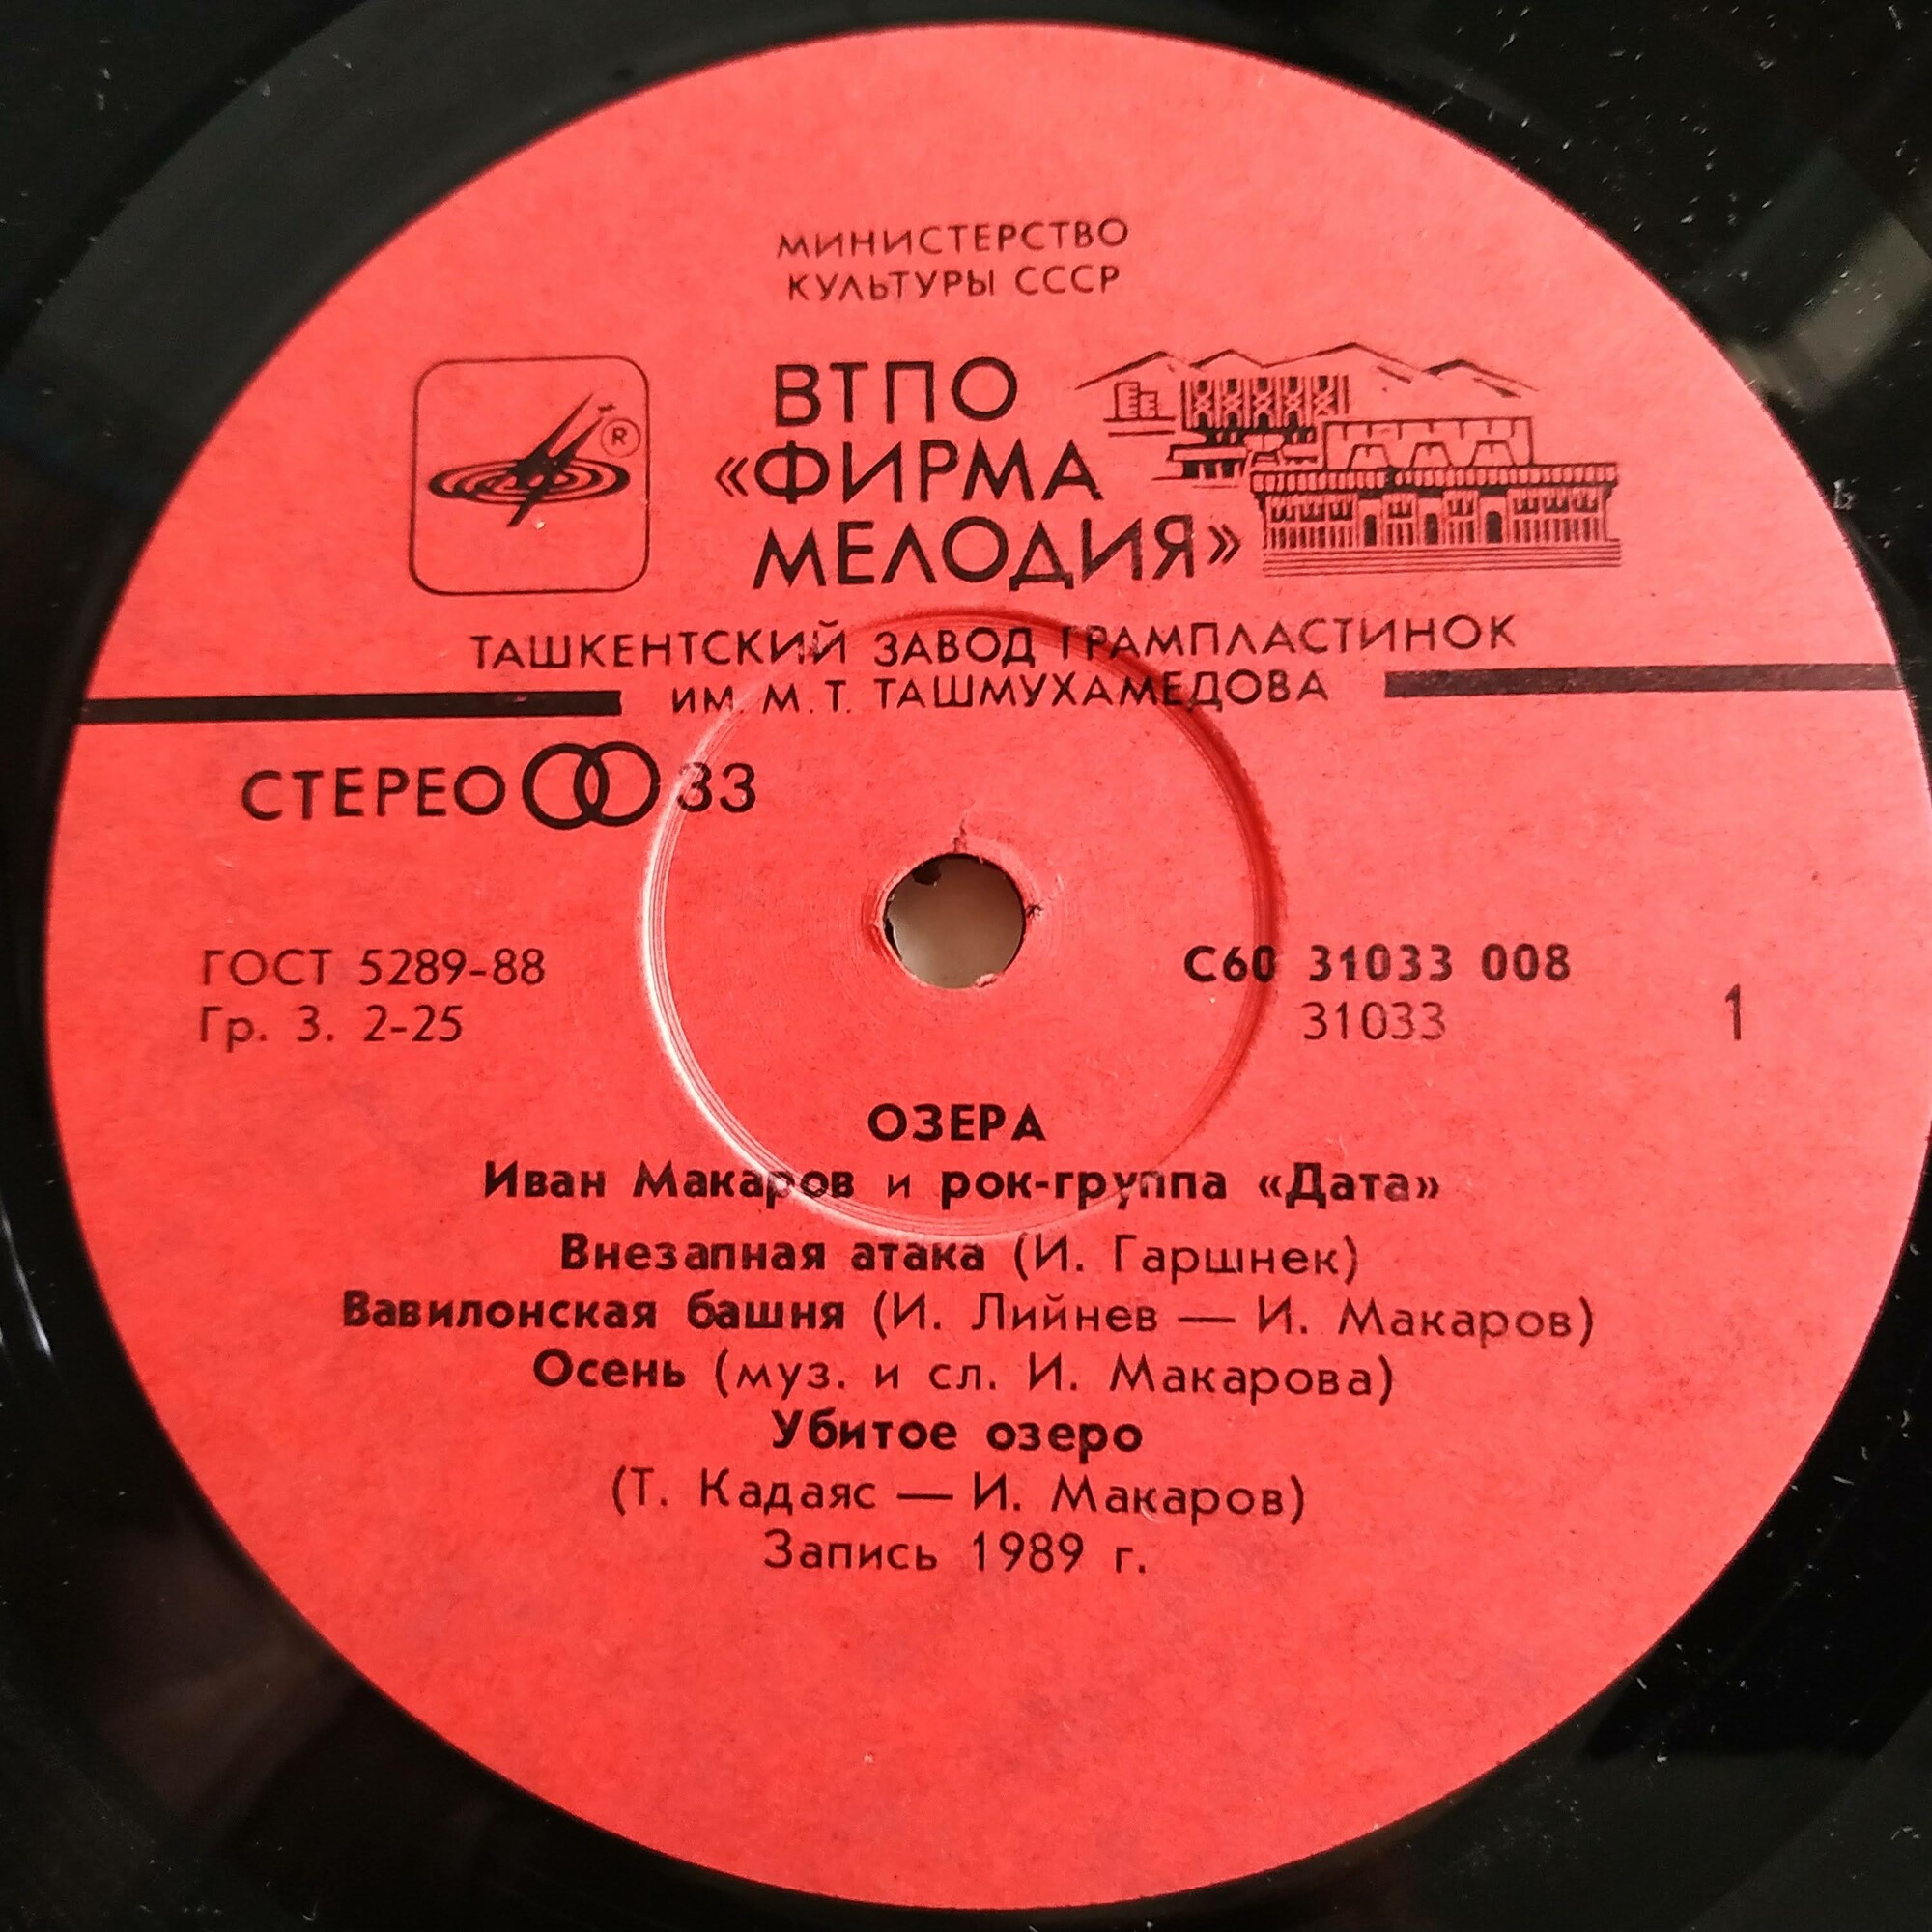 МИНИСТЕРСТВО
КУЛЬТУРЫ СССР
ВТПО
«ФИРМА
МЕЛОДИЯ»
®
ТАШКЕНТСКИЙ ЗАВОД ГРАМПЛАСТИНОК
ИМ. М. Т. ТАШМУХАМЕДОВА
СТЕРЕО 33
ГОСТ 5289-88
Гр. 3. 2-25
С60 31033 008
31033
1
ОЗЕРА
Иван Макаров и рок-группа «Дата»
Внезапная атака (И. Гаршнек)
Вавилонская башня (И. Лийнев — И. Макаров)
Осень (муз. и сл. И. Макарова)
Убитое озеро
(Т. Кадаяс — И. Макаров)
Запись 1989 г.